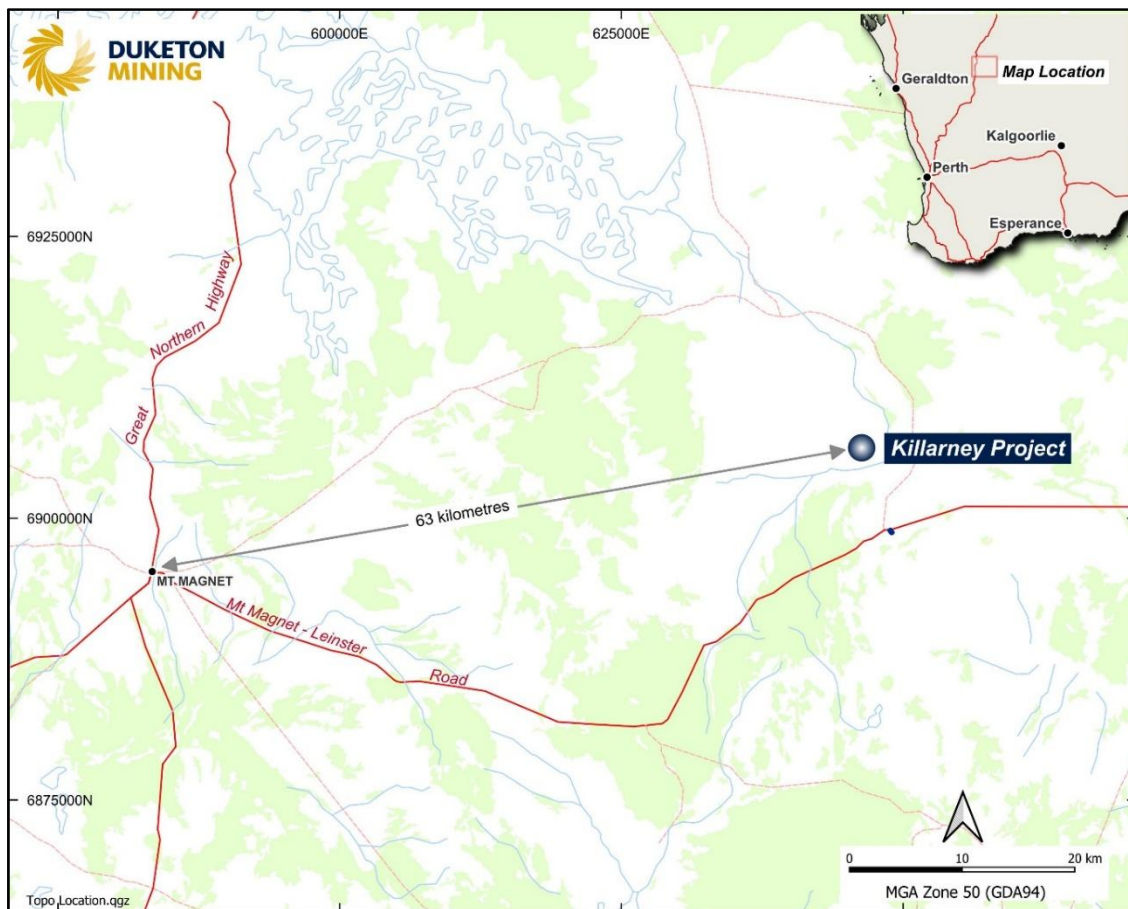 DUKETON
MINING
600000E
625000E
Map Location
Geraldton
Kalgoorlie
Perth
Esperance
6925000N
Great Northern Highway
Killarney Project
63 kilometres
6900000N
MT MAGNET
Mt Magnet - Leinster Road
6875000N
0 10 20 km
MGA Zone 50 (GDA94)
Topo Location.qgz